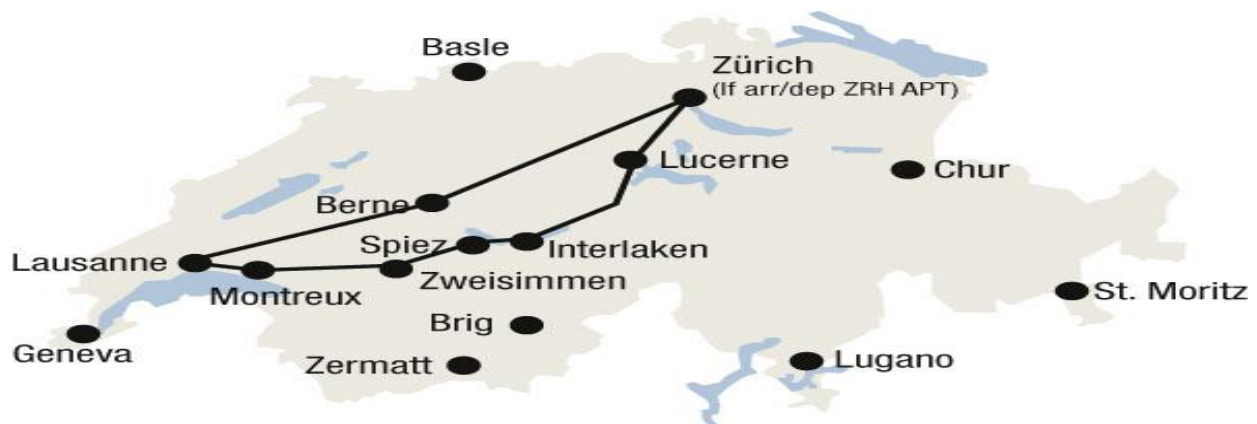 Basle
Zürich
(If arr/dep ZRH APT)
Lucerne
Chur
Berne
Spiez
Interlaken
Lausanne
Zweisimmen
Montreux
St. Moritz
Brig
Geneva
Zermatt
Lugano